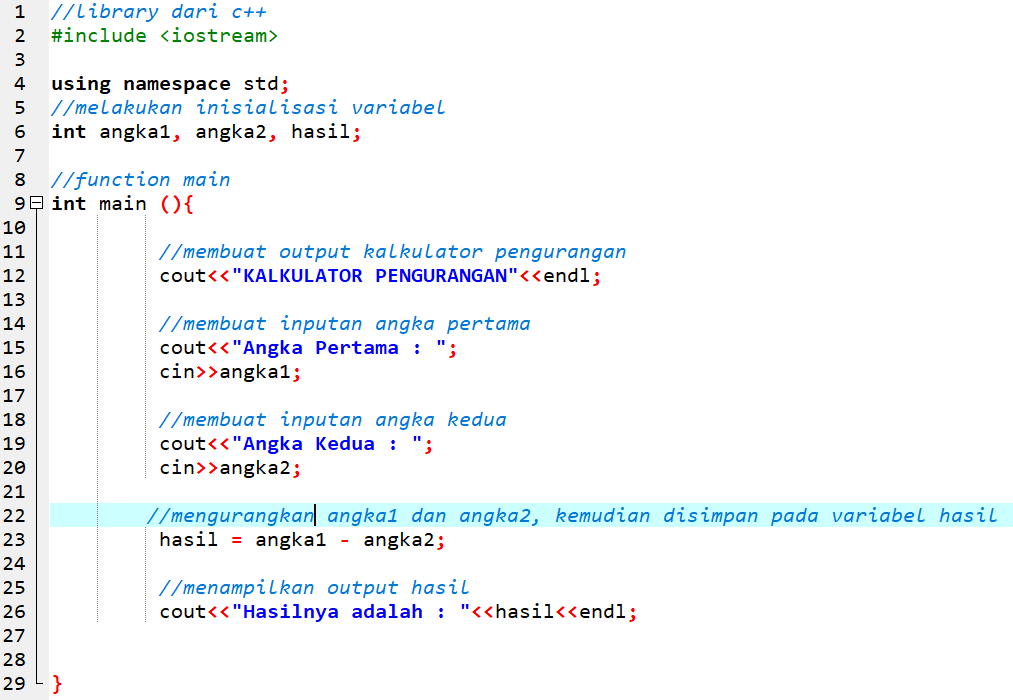 1 //library dari c++
2 #include <iostream>
3
4 using namespace std;
5 //melakukan inisialisasi variabel
6 int angka1, angka2, hasil;
7
8 //function main
9 int main (){
10
11 //membuat output kalkulator pengurangan
12 cout<<"KALKULATOR PENGURANGAN"<<endl;
13
14 //membuat inputan angka pertama
15 cout<<"Angka Pertama : ";
16 cin>>angka1;
17
18 //membuat inputan angka kedua
19 cout<<"Angka Kedua : ";
20 cin>>angka2;
21
22 //mengurangkan angka1 dan angka2, kemudian disimpan pada variabel hasil
23 hasil = angka1 - angka2;
24
25 //menampilkan output hasil
26 cout<<"Hasilnya adalah : "<<hasil<<endl;
27
28
29 }